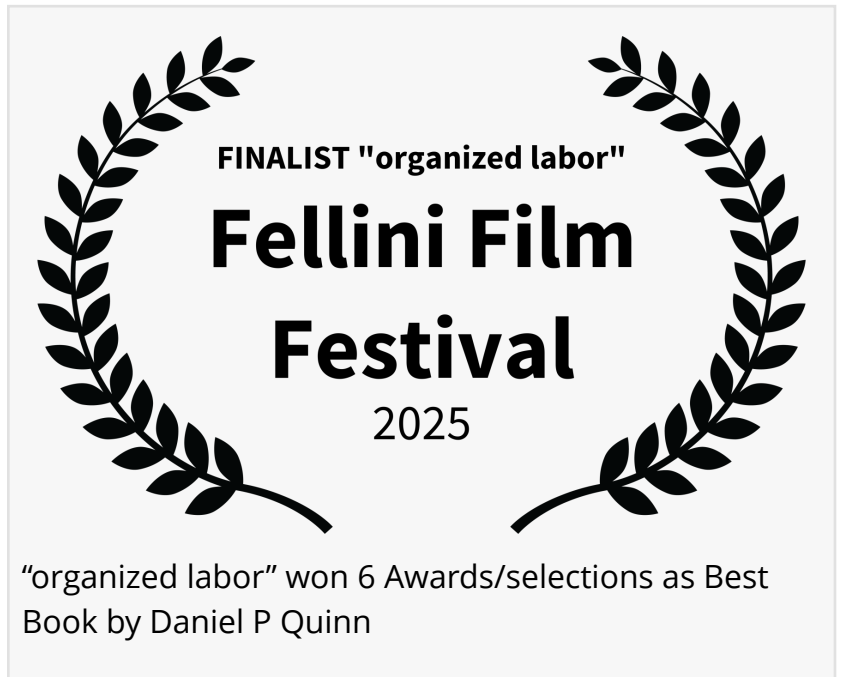 FINALIST "organized labor"
Fellini Film
Festival
2025
“organized labor” won 6 Awards/selections as Best
Book by Daniel P Quinn